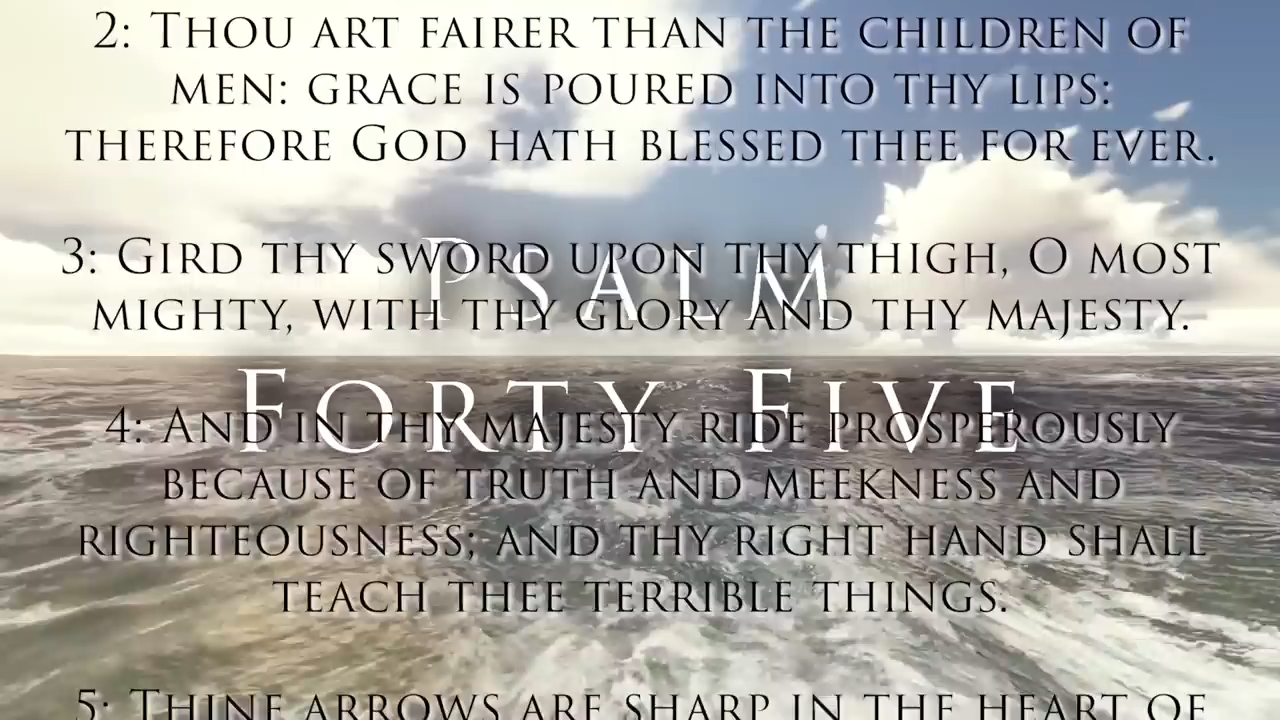 2: Thou art fairer than the children of
men: grace is poured into thy lips:
therefore God hath blessed thee for ever.
3: Gird thy sword upon thy thigh, O most
Psalm
mighty, with thy glory and thy majesty.
Forty Five
4: And in thy majesty ride prosperously
because of truth and meekness and
righteousness; and thy right hand shall
teach thee terrible things.
5: Thine arrows are sharp in the heart of